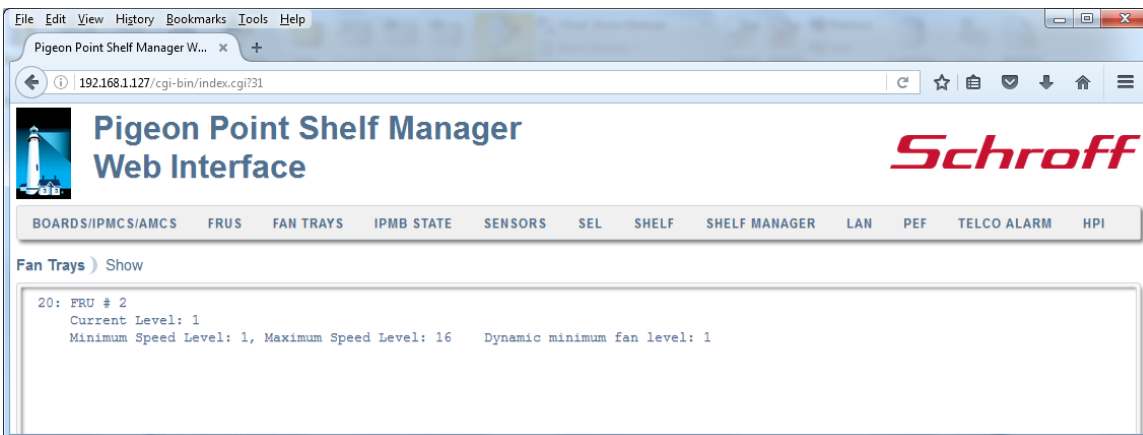 File Edit View History Bookmarks Tools Help
Pigeon Point Shelf Manager W... × +
192.168.1.127/cgi-bin/index.cgi?31
Pigeon Point Shelf Manager
Web Interface
Schroff
BOARDS/IPMCS/AMCS FRUS FAN TRAYS IPMB STATE SENSORS SEL SHELF SHELF MANAGER LAN PEF TELCO ALARM HPI
Fan Trays ) Show
20: FRU # 2
Current Level: 1
Minimum Speed Level: 1, Maximum Speed Level: 16 Dynamic minimum fan level: 1